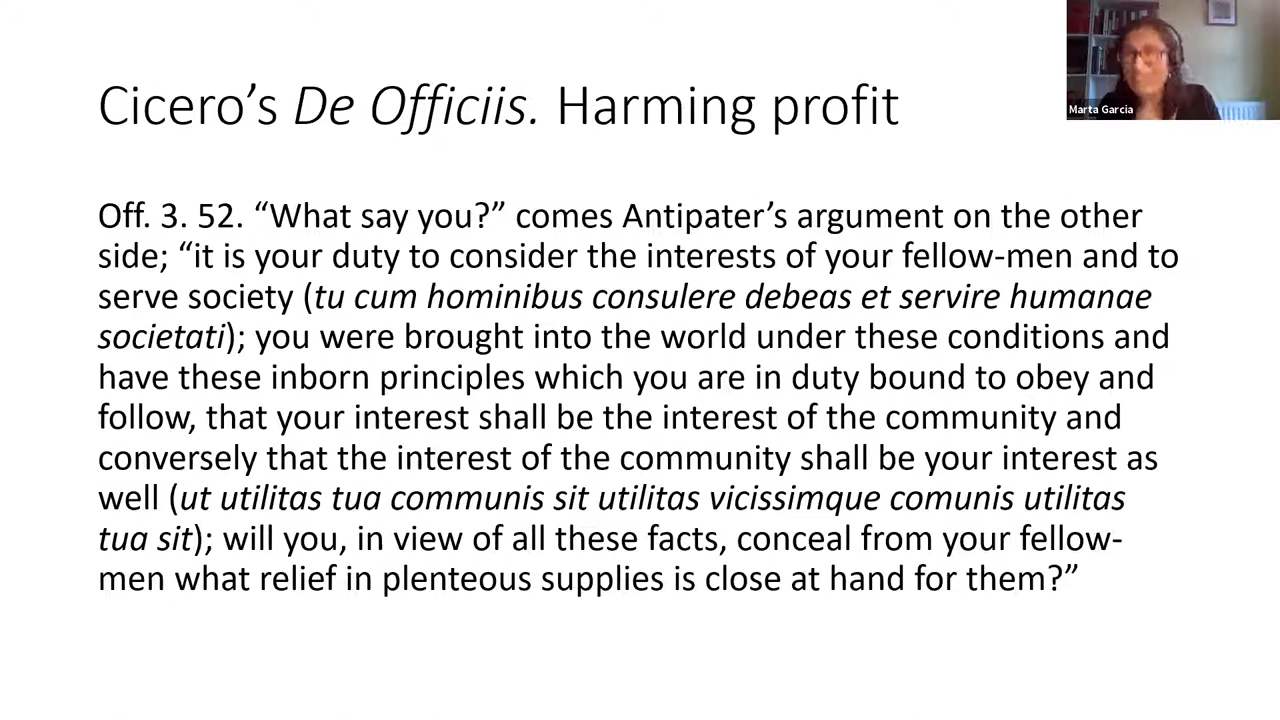 Cicero’s De Officiis. Harming profit
Marta Garcia
Off. 3. 52. “What say you?” comes Antipater’s argument on the other
side; “it is your duty to consider the interests of your fellow-men and to
serve society (tu cum hominibus consulere debeas et servire humanae
societati); you were brought into the world under these conditions and
have these inborn principles which you are in duty bound to obey and
follow, that your interest shall be the interest of the community and
conversely that the interest of the community shall be your interest as
well (ut utilitas tua communis sit utilitas vicissimque comunis utilitas
tua sit); will you, in view of all these facts, conceal from your fellow-
men what relief in plenteous supplies is close at hand for them?”